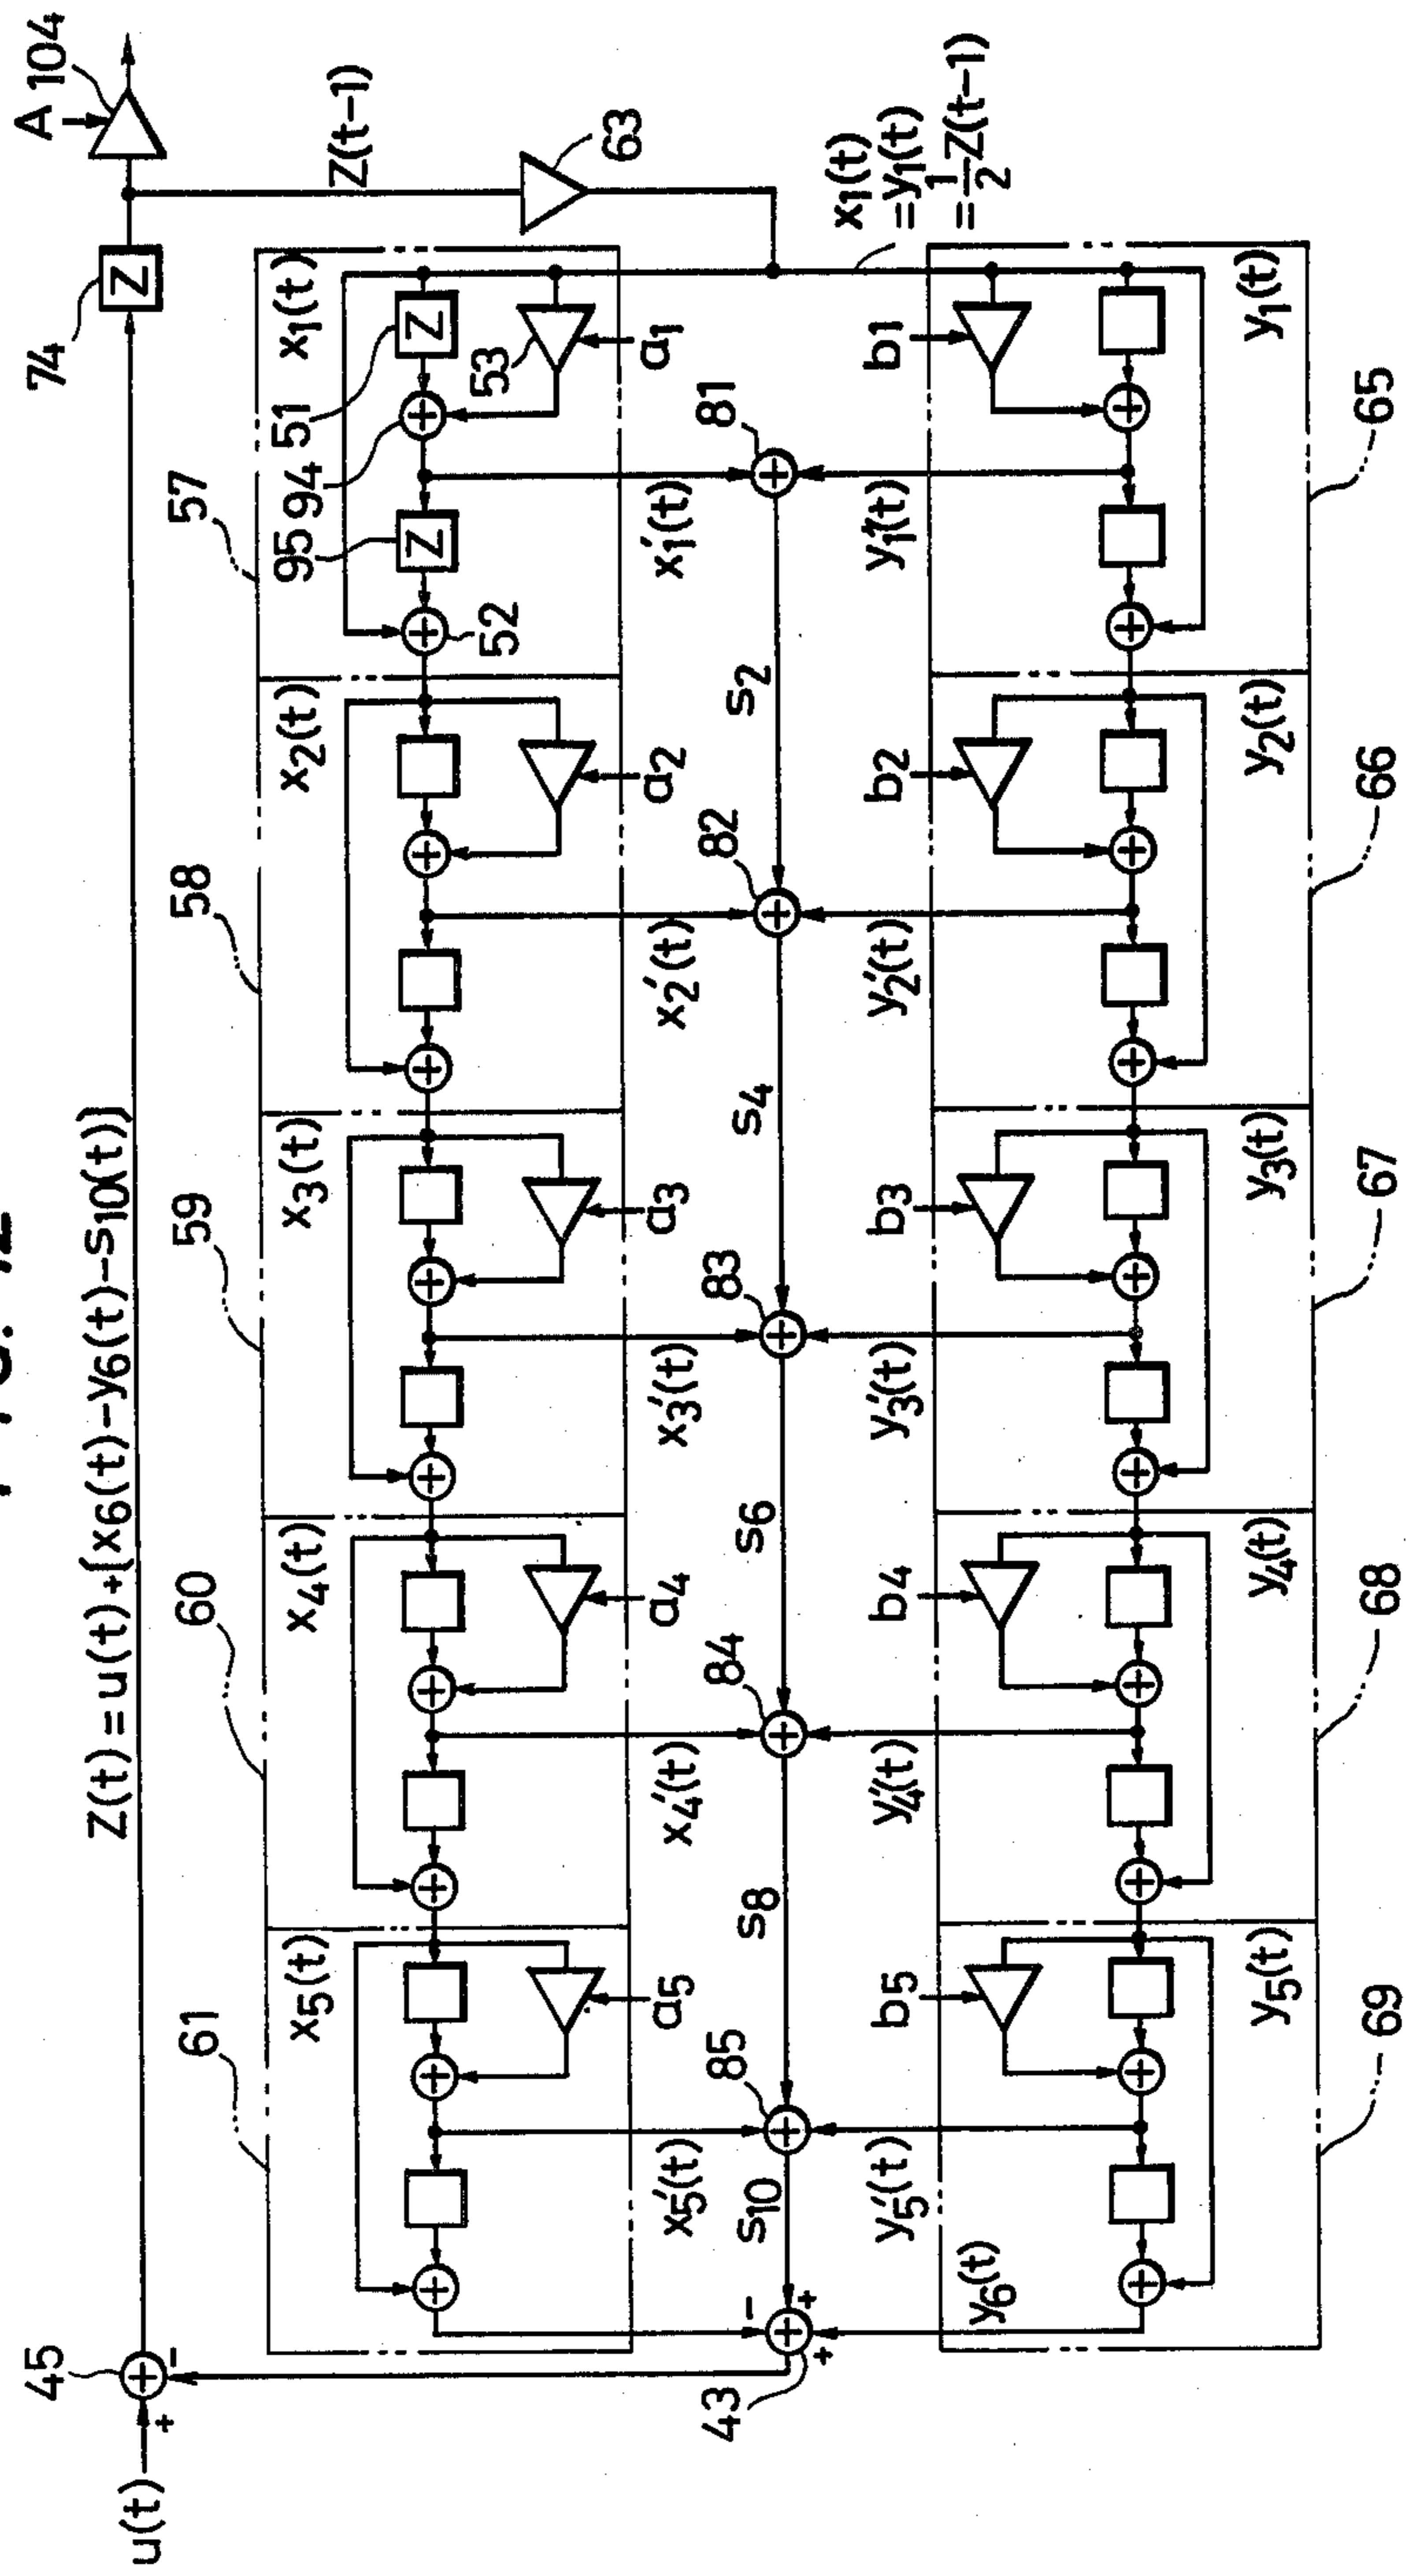 u(t)
+
45
-
Z(t) = u(t)+{x6(t)-y6(t)-s10(t)}
74
Z
A
104
Z(t-1)
63
61
60
59
58
57
x5(t)
x4(t)
x3(t)
x2(t)
x1(t)
95
Z
94
51
Z
52
53
a5
a4
a3
a2
a1
x5'(t)
x4'(t)
x3'(t)
x2'(t)
x1'(t)
43
-
+
+
s10
85
s8
84
s6
83
s4
82
s2
81
x1(t)
=y1(t)
=1/2 Z(t-1)
y6(t)
y5'(t)
y4'(t)
y3'(t)
y2'(t)
y1'(t)
b5
b4
b3
b2
b1
y5(t)
y4(t)
y3(t)
y2(t)
y1(t)
69
68
67
66
65